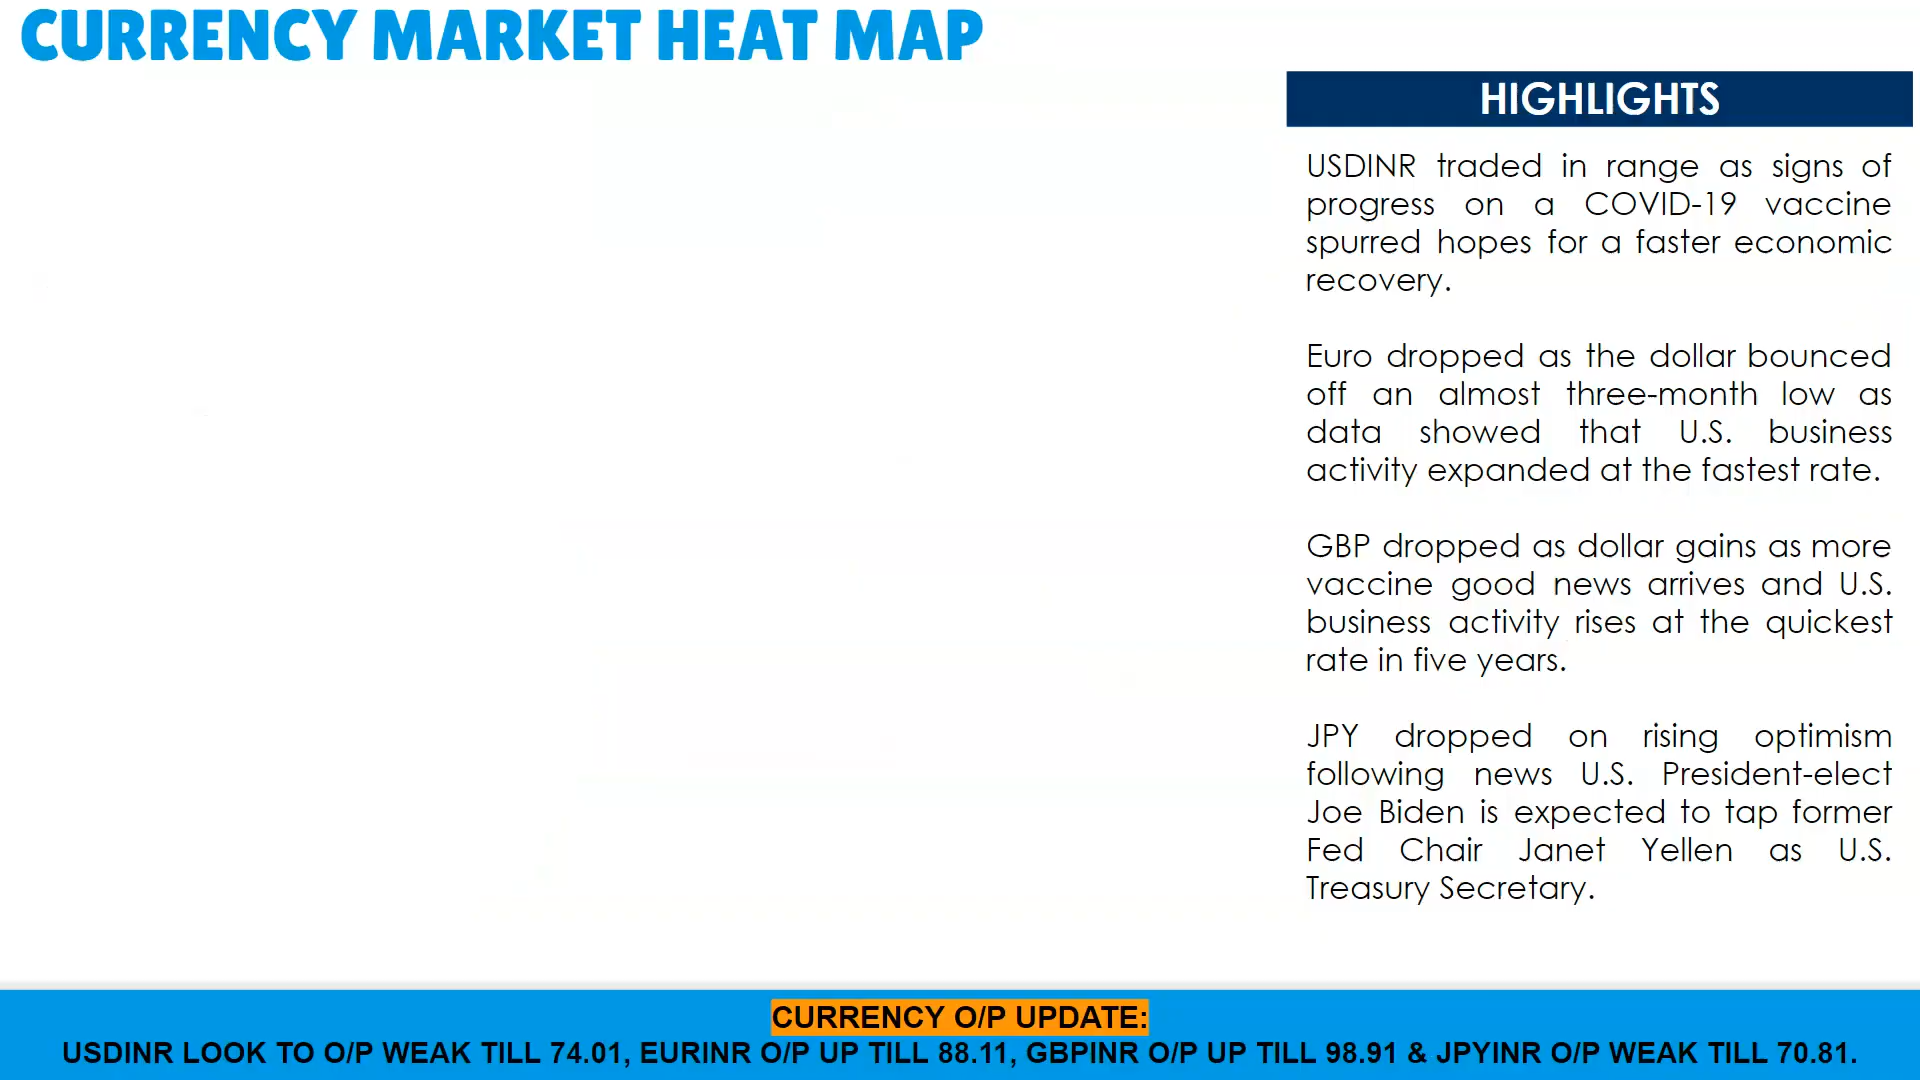 CURRENCY MARKET HEAT MAP
HIGHLIGHTS
USDINR traded in range as signs of
progress on a COVID-19 vaccine
spurred hopes for a faster economic
recovery.
Euro dropped as the dollar bounced
off an almost three-month low as
data showed that U.S. business
activity expanded at the fastest rate.
GBP dropped as dollar gains as more
vaccine good news arrives and U.S.
business activity rises at the quickest
rate in five years.
JPY dropped on rising optimism
following news U.S. President-elect
Joe Biden is expected to tap former
Fed Chair Janet Yellen as U.S.
Treasury Secretary.
CURRENCY O/P UPDATE:
USDINR LOOK TO O/P WEAK TILL 74.01, EURINR O/P UP TILL 88.11, GBPINR O/P UP TILL 98.91 & JPYINR O/P WEAK TILL 70.81.